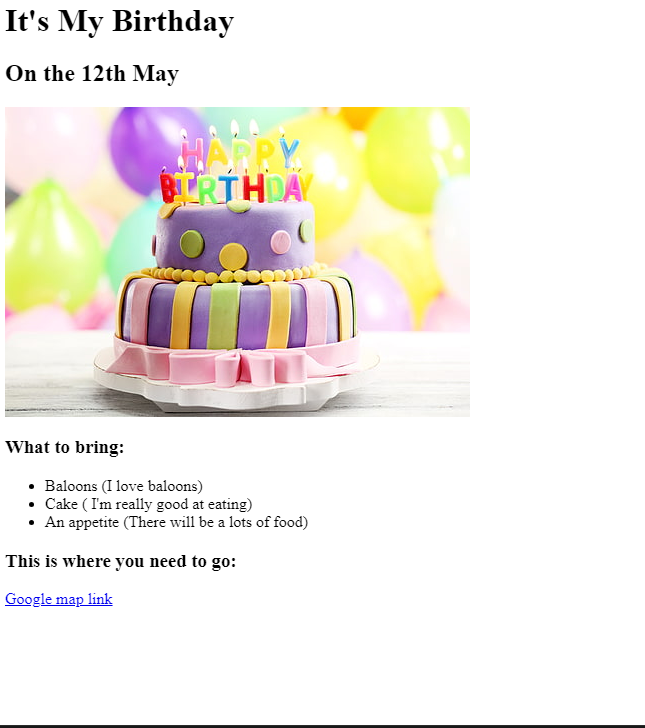 It's My Birthday
On the 12th May
HAPPY
BIRTHDAY
What to bring:
Baloons (I love baloons)
Cake ( I'm really good at eating)
An appetite (There will be a lots of food)
This is where you need to go:
Google map link